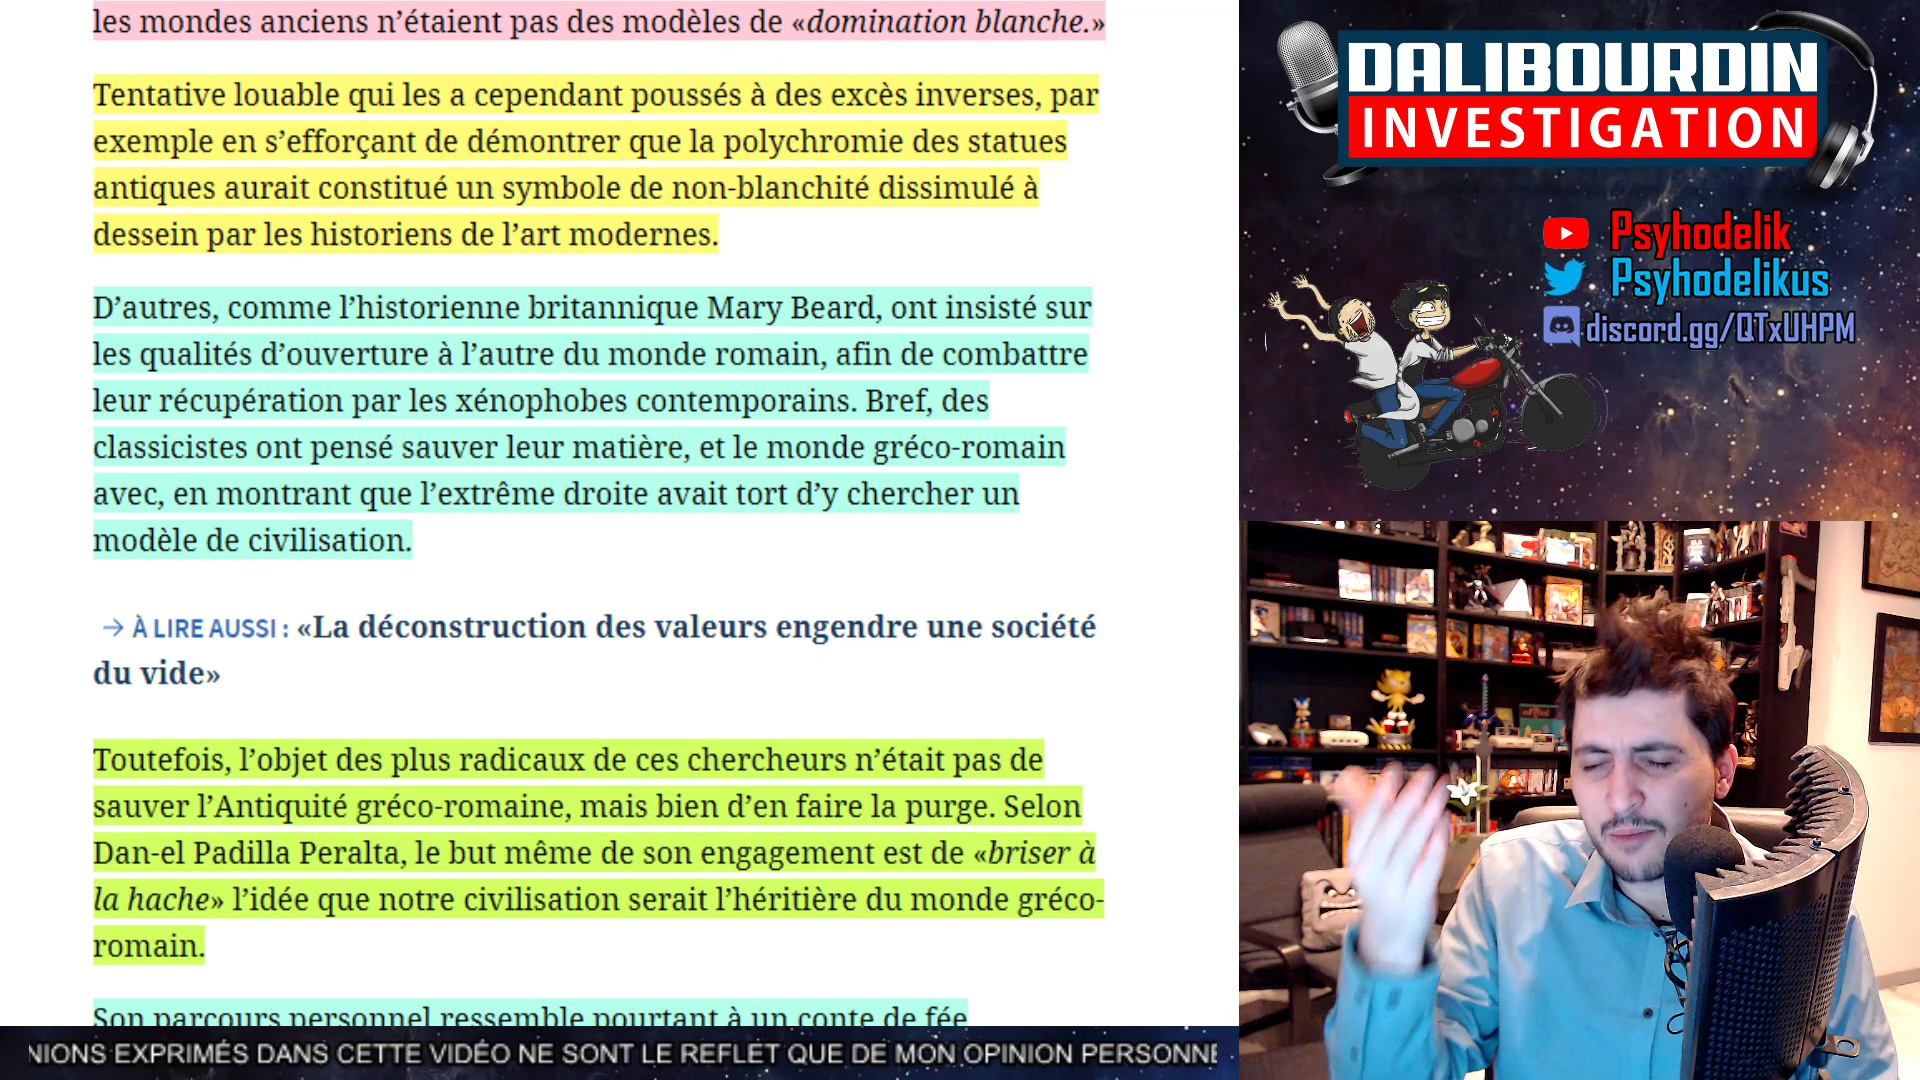 les mondes anciens n’étaient pas des modèles de «domination blanche.»
Tentative louable qui les a cependant poussés à des excès inverses, par
exemple en s’efforçant de démontrer que la polychromie des statues
antiques aurait constitué un symbole de non-blanchité dissimulé à
dessein par les historiens de l’art modernes.
D’autres, comme l’historienne britannique Mary Beard, ont insisté sur
les qualités d’ouverture à l’autre du monde romain, afin de combattre
leur récupération par les xénophobes contemporains. Bref, des
classicistes ont pensé sauver leur matière, et le monde gréco-romain
avec, en montrant que l’extrême droite avait tort d’y chercher un
modèle de civilisation.
→ À LIRE AUSSI : «La déconstruction des valeurs engendre une société
du vide»
Toutefois, l’objet des plus radicaux de ces chercheurs n’était pas de
sauver l’Antiquité gréco-romaine, mais bien d’en faire la purge. Selon
Dan-el Padilla Peralta, le but même de son engagement est de «briser à
la hache» l’idée que notre civilisation serait l’héritière du monde gréco-
romain.
Son parcours personnel ressemble pourtant à un conte de fée
NIONS EXPRIMÉS DANS CETTE VIDÉO NE SONT LE REFLET QUE DE MON OPINION PERSONNE
DALIBOURDIN
INVESTIGATION
Psyhodelik
Psyhodelikus
discord.gg/QTxUHPM